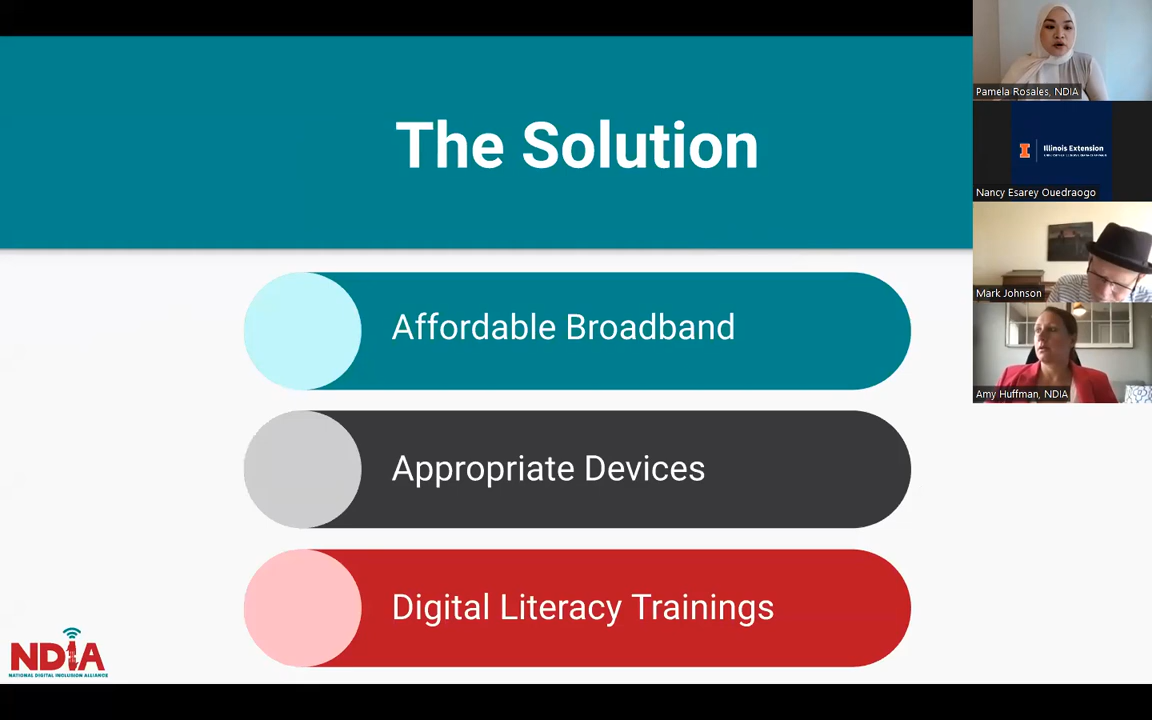 The Solution
Affordable Broadband
Appropriate Devices
Digital Literacy Trainings
NDIA
NATIONAL DIGITAL INCLUSION ALLIANCE
Pamela Rosales, NDIA
I Illinois Extension
Nancy Esarey Ouedraogo
Mark Johnson
Amy Huffman, NDIA